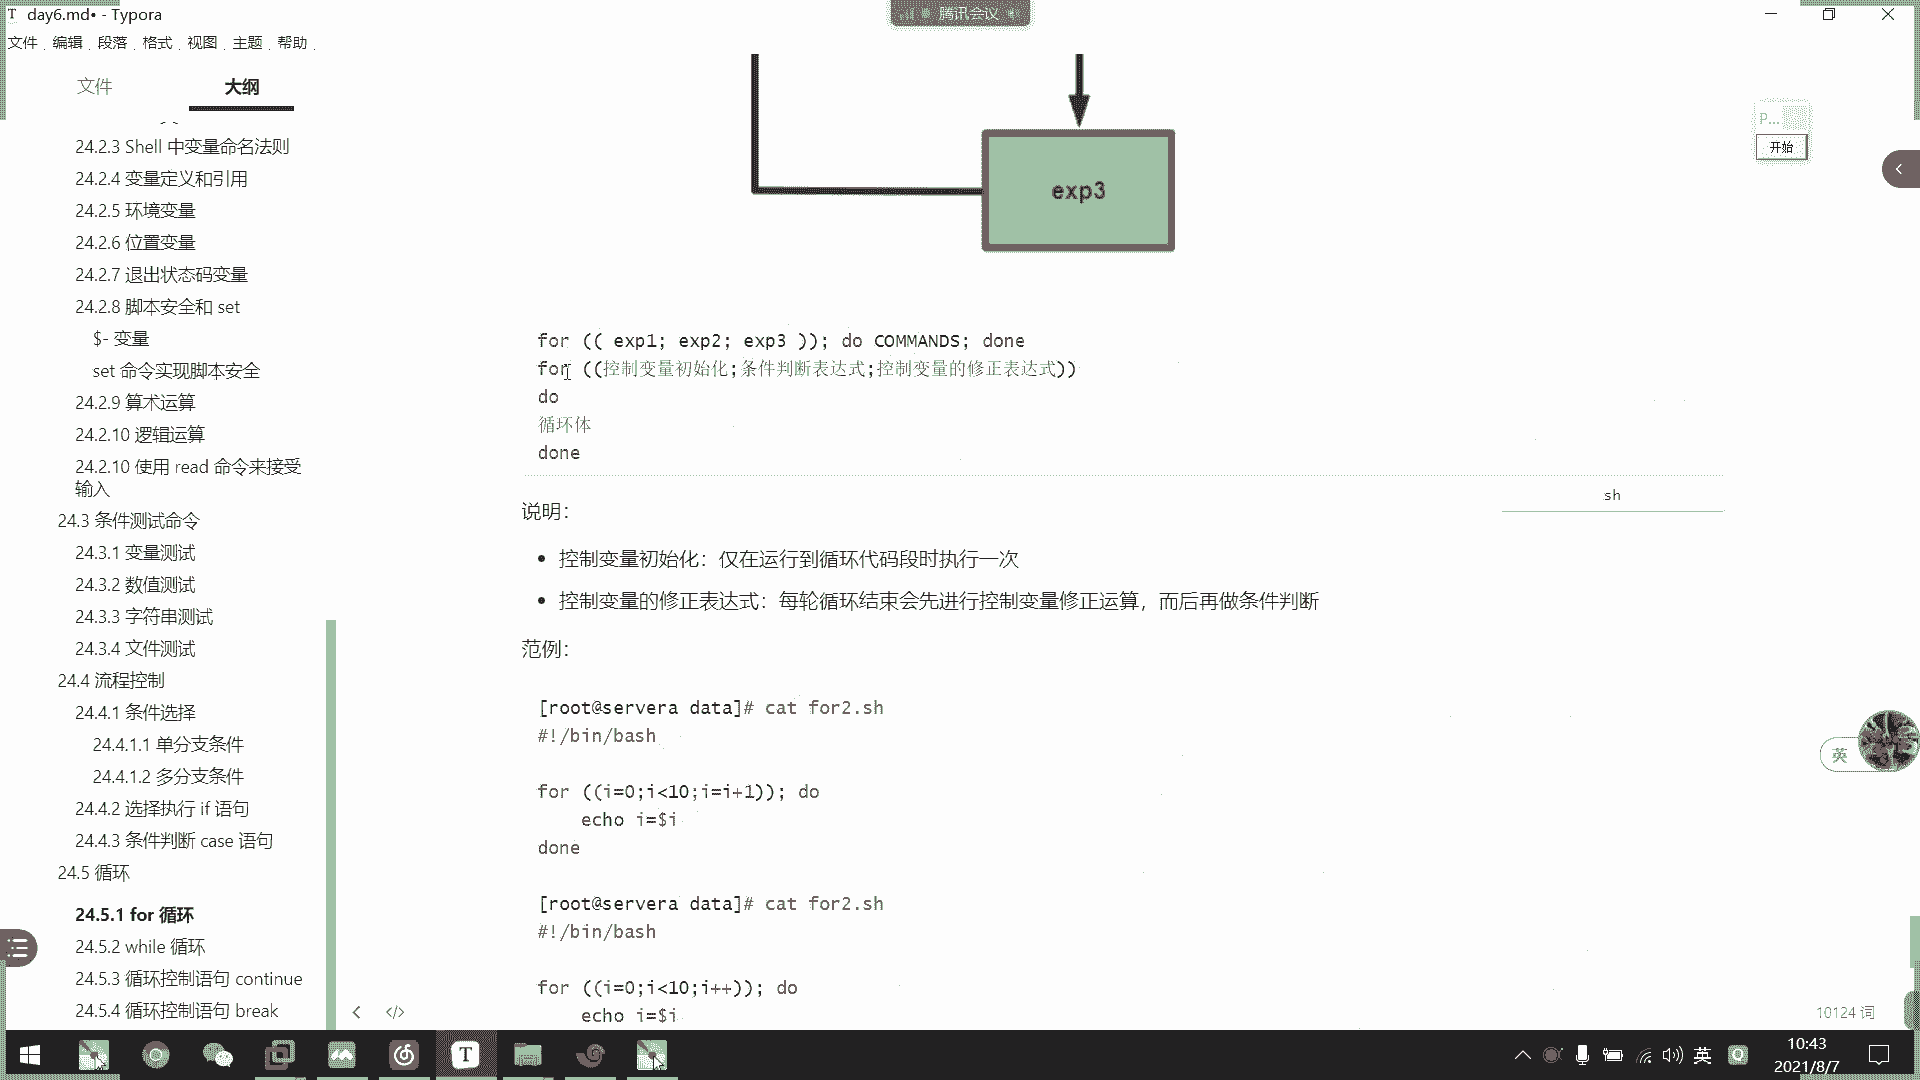 day6.md• - Typora
腾讯会议
文件 编辑 段落 格式 视图 主题 帮助
文件
大纲
24.2.3 Shell 中变量命名法则
24.2.4 变量定义和引用
24.2.5 环境变量
24.2.6 位置变量
24.2.7 退出状态码变量
24.2.8 脚本安全和 set
$- 变量
set 命令实现脚本安全
24.2.9 算术运算
24.2.10 逻辑运算
24.2.10 使用 read 命令来接受
输入
24.3 条件测试命令
24.3.1 变量测试
24.3.2 数值测试
24.3.3 字符串测试
24.3.4 文件测试
24.4 流程控制
24.4.1 条件选择
24.4.1.1 单分支条件
24.4.1.2 多分支条件
24.4.2 选择执行 if 语句
24.4.3 条件判断 case 语句
24.5 循环
24.5.1 for 循环
24.5.2 while 循环
24.5.3 循环控制语句 continue
24.5.4 循环控制语句 break
exp3
P...
开始
for (( exp1; exp2; exp3 )); do COMMANDS; done
for ((控制变量初始化;条件判断表达式;控制变量的修正表达式))
do
循环体
done
sh
说明：
• 控制变量初始化：仅在运行到循环代码段时执行一次
• 控制变量的修正表达式：每轮循环结束会先进行控制变量修正运算，而后再做条件判断
范例：
[root@servera data]# cat for2.sh
#!/bin/bash
for ((i=0;i<10;i=i+1)); do
echo i=$i
done
[root@servera data]# cat for2.sh
#!/bin/bash
for ((i=0;i<10;i++)); do
echo i=$i
英
</>
10124 词
英
10:43
2021/8/7